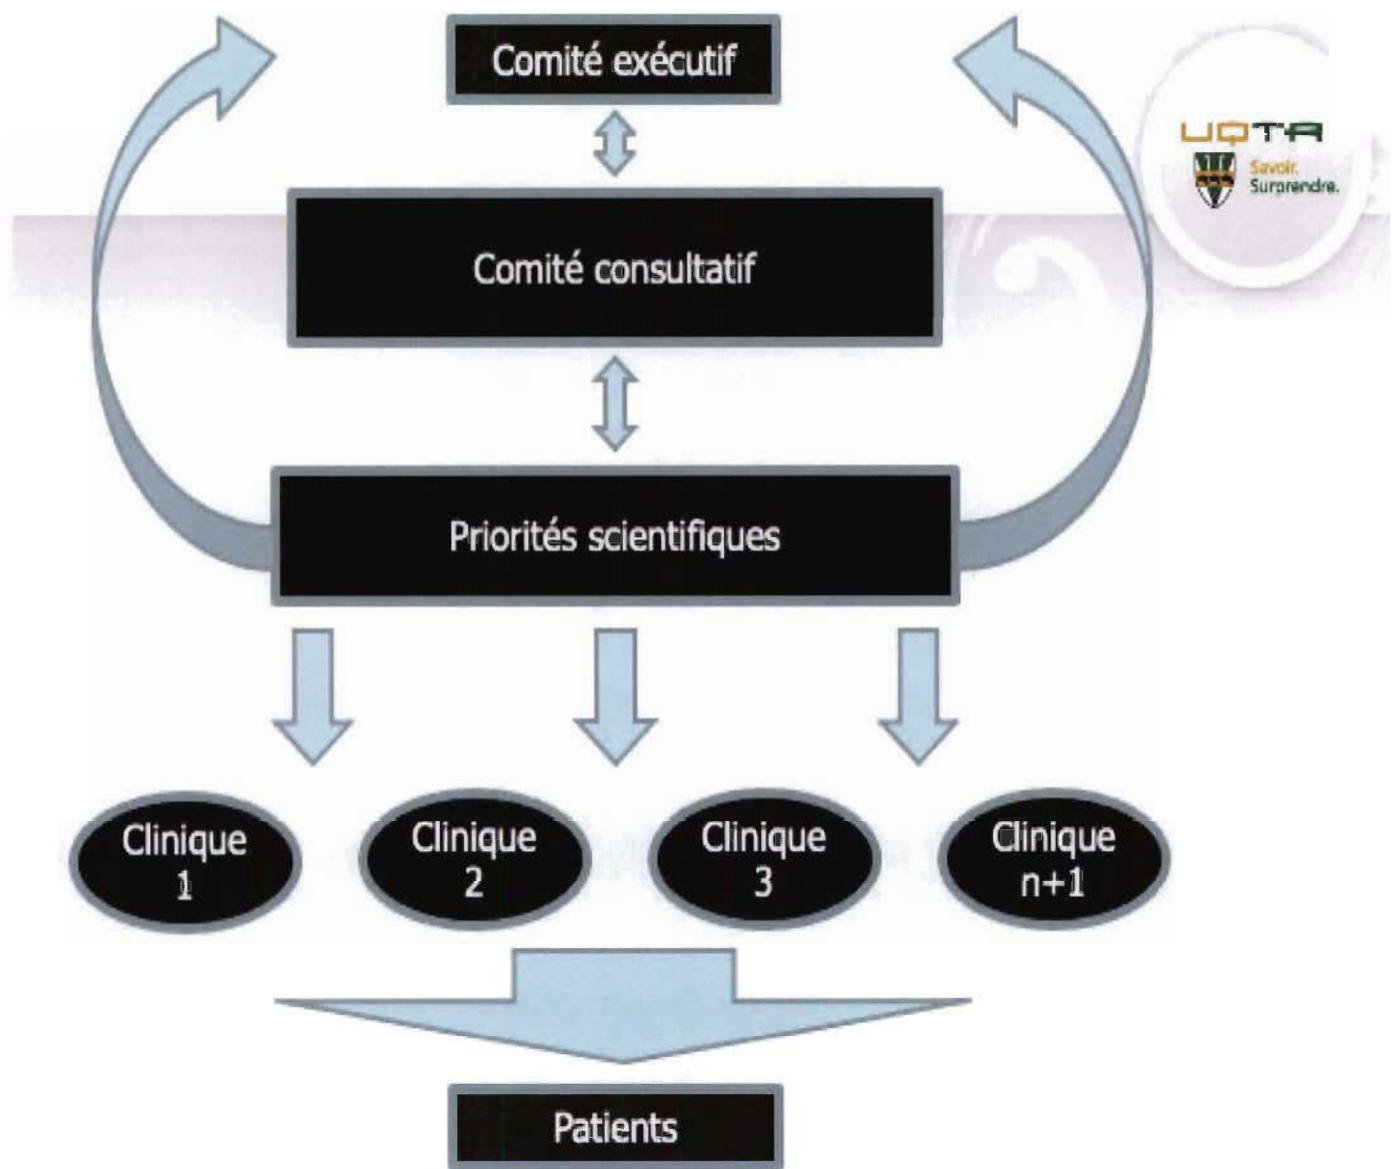 Comité exécutif
UQTR
Savoir.
Surprendre.
Comité consultatif
Priorités scientifiques
Clinique
1
Clinique
2
Clinique
3
Clinique
n+1
Patients